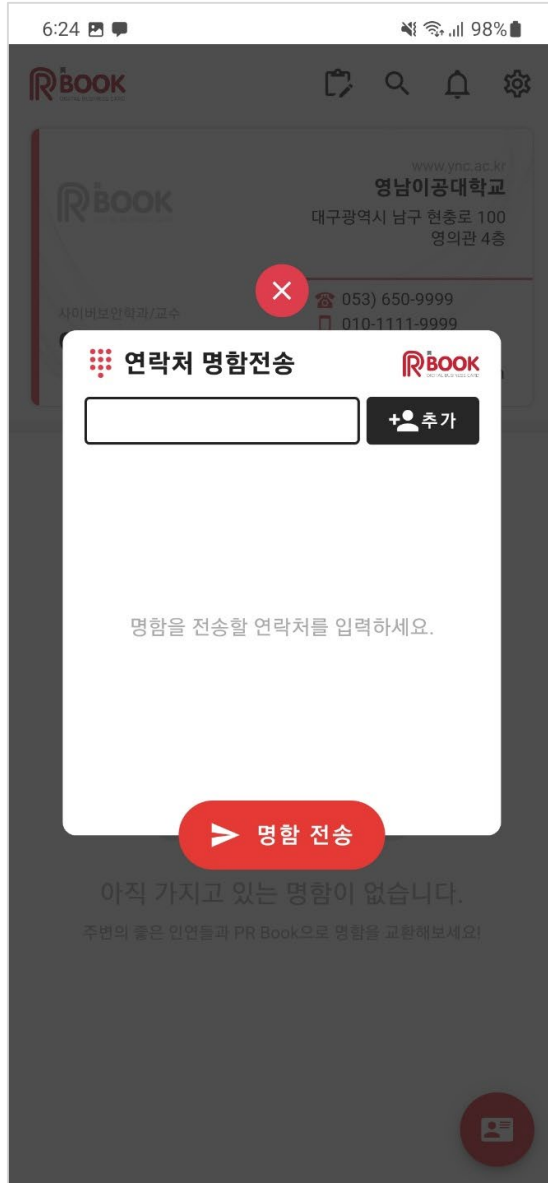 6:24
98%
R BOOK
www.ync.ac.kr
영남이공대학교
대구광역시 남구 현충로 100
영의관 4층
R BOOK
사이버보안학과/교수
053) 650-9999
010-1111-9999
연락처 명함전송
R BOOK
추가
명함을 전송할 연락처를 입력하세요.
명함 전송
아직 가지고 있는 명함이 없습니다.
주변의 좋은 인연들과 PR Book으로 명함을 교환해보세요!